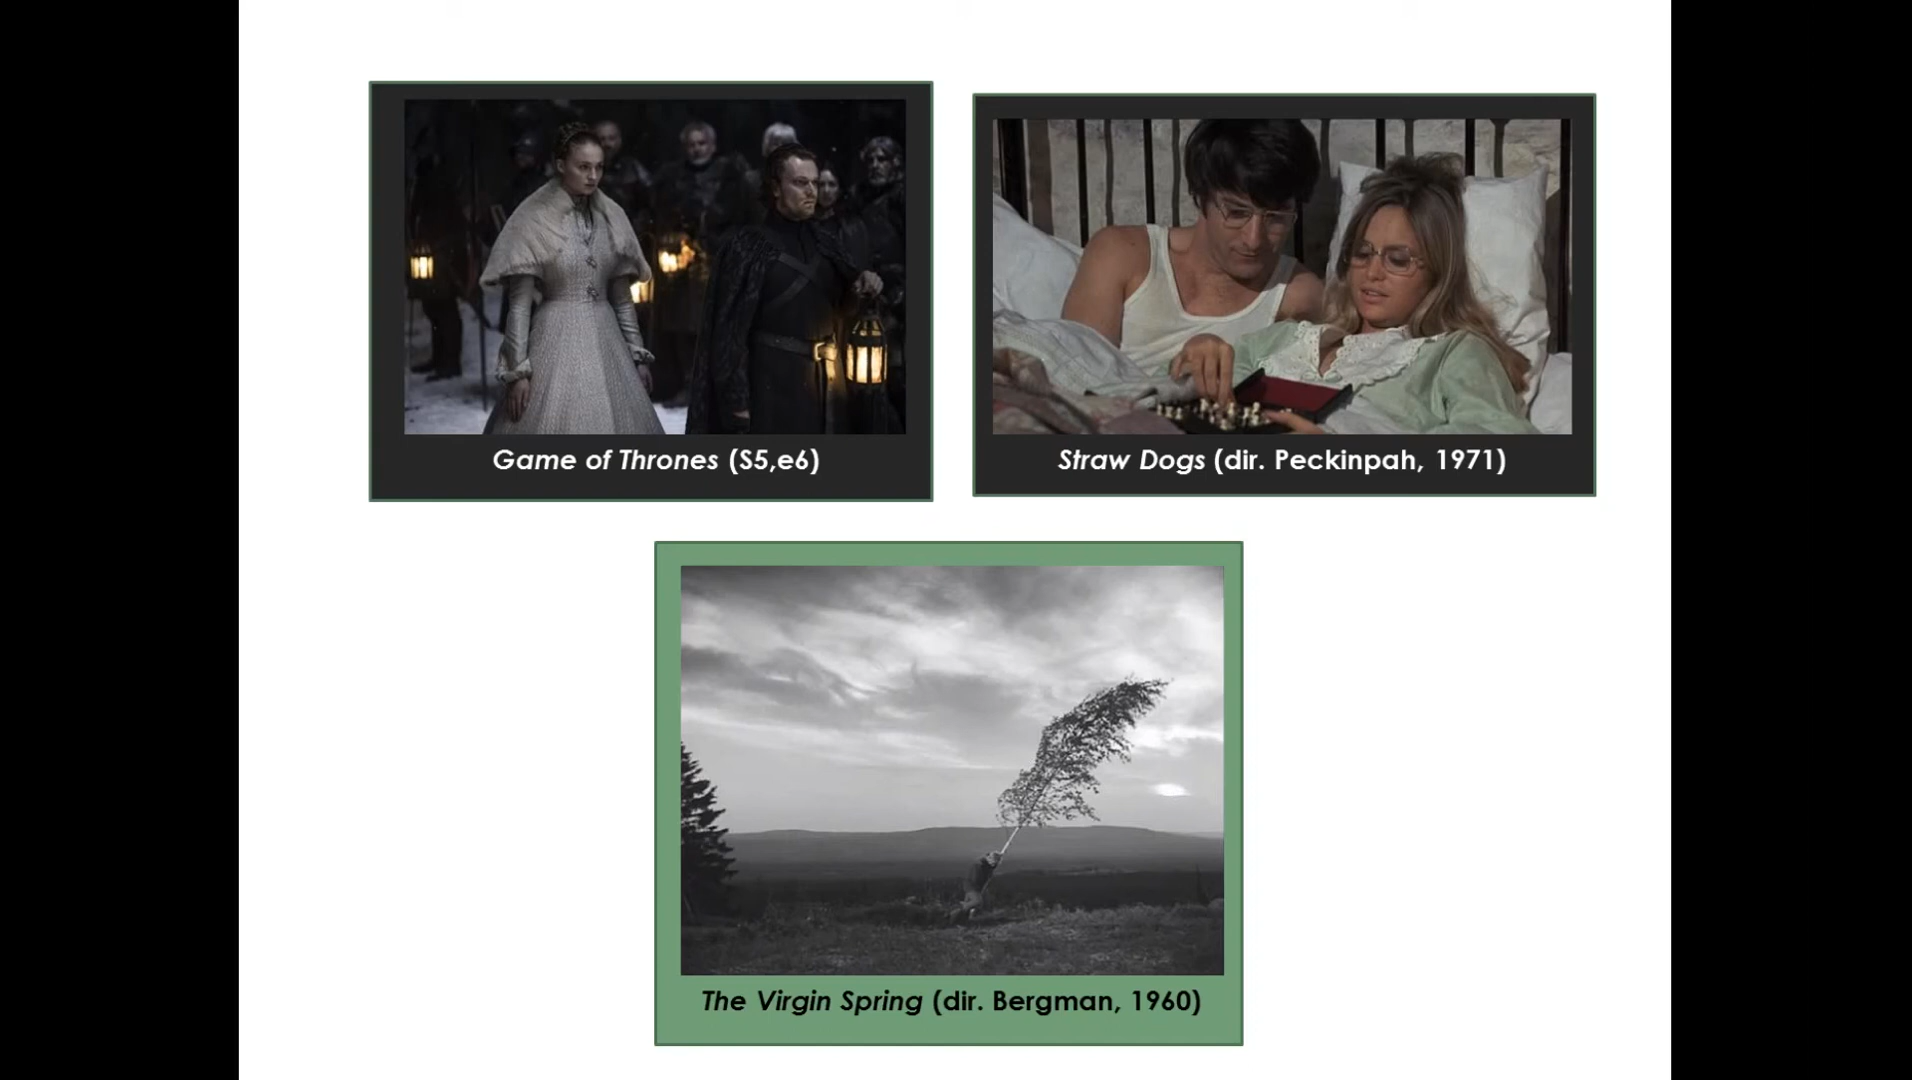 Game of Thrones (S5,e6)
Straw Dogs (dir. Peckinpah, 1971)
The Virgin Spring (dir. Bergman, 1960)